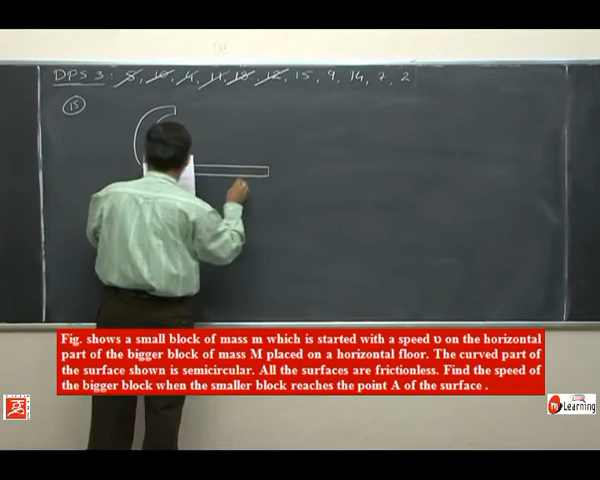 DPS 3 : 8, 10, 4, 11, 13, 12, 15, 9, 14, 7, 2
15
Fig. shows a small block of mass m which is started with a speed υ on the horizontal
part of the bigger block of mass M placed on a horizontal floor. The curved part of
the surface shown is semicircular. All the surfaces are frictionless. Find the speed of
the bigger block when the smaller block reaches the point A of the surface .
m Learning